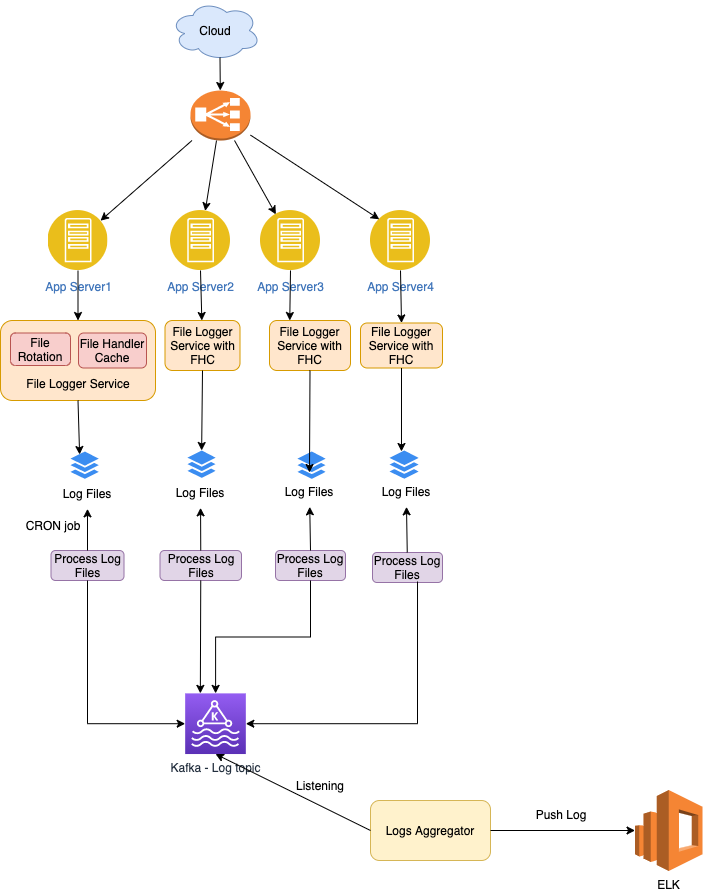 Cloud
App Server1
App Server2
App Server3
App Server4
File
Rotation
File Handler
Cache
File Logger Service
File Logger
Service with
FHC
File Logger
Service with
FHC
File Logger
Service with
FHC
Log Files
Log Files
Log Files
Log Files
CRON job
Process Log
Files
Process Log
Files
Process Log
Files
Process Log
Files
K
Kafka - Log topic
Listening
Logs Aggregator
Push Log
ELK